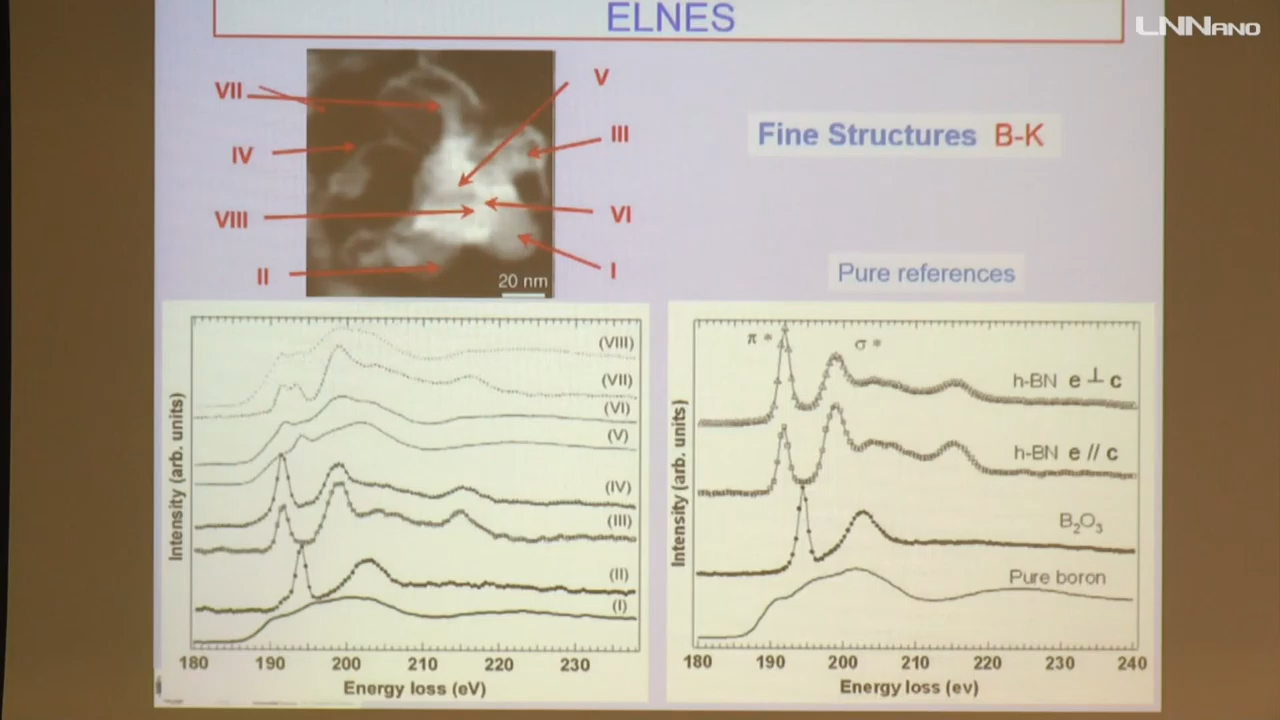 ELNES
LNNano
VII
V
III
IV
VIII
VI
II
I
20 nm
Fine Structures B-K
Pure references
Intensity (arb. units)
(VIII)
(VII)
(VI)
(V)
(IV)
(III)
(II)
(I)
180 190 200 210 220 230
Energy loss (eV)
Intensity (arb. units)
π *
σ *
h-BN e ⊥ c
h-BN e // c
B₂O₃
Pure boron
180 190 200 210 220 230 240
Energy loss (ev)